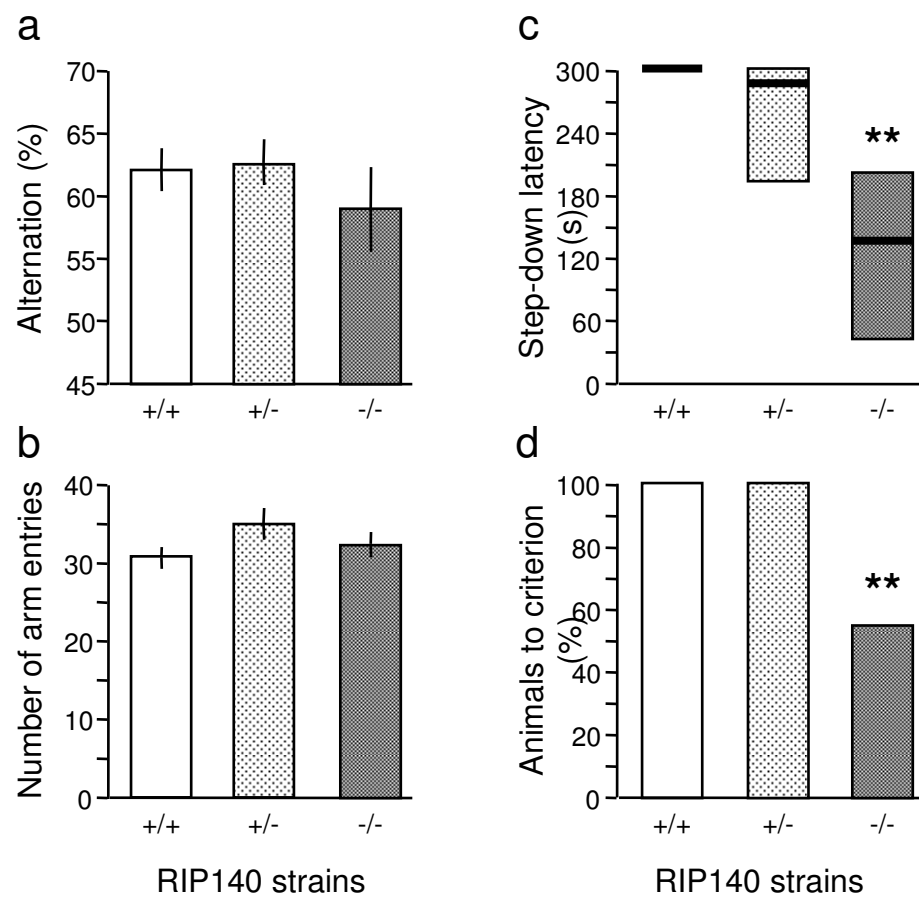 a
Alternation (%)
70
65
60
55
50
45
+/+ +/- -/-
b
Number of arm entries
40
30
20
10
0
+/+ +/- -/-
RIP140 strains
c
Step-down latency
(s)
300
240
180
120
60
0
**
+/+ +/- -/-
d
Animals to criterion
(%)
100
80
60
40
20
0
**
+/+ +/- -/-
RIP140 strains